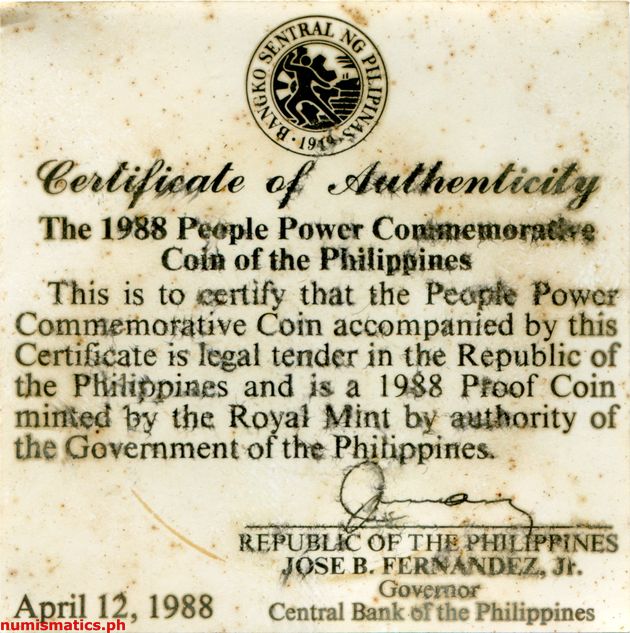 BANGKO SENTRAL NG PILIPINAS
· 1949 ·
Certificate of Authenticity
The 1988 People Power Commemorative
Coin of the Philippines
This is to certify that the People Power
Commemorative Coin accompanied by this
Certificate is legal tender in the Republic of
the Philippines and is a 1988 Proof Coin
minted by the Royal Mint by authority of
the Government of the Philippines.
REPUBLIC OF THE PHILIPPINES
JOSE B. FERNANDEZ, Jr.
Governor
Central Bank of the Philippines
April 12, 1988
numismatics.ph